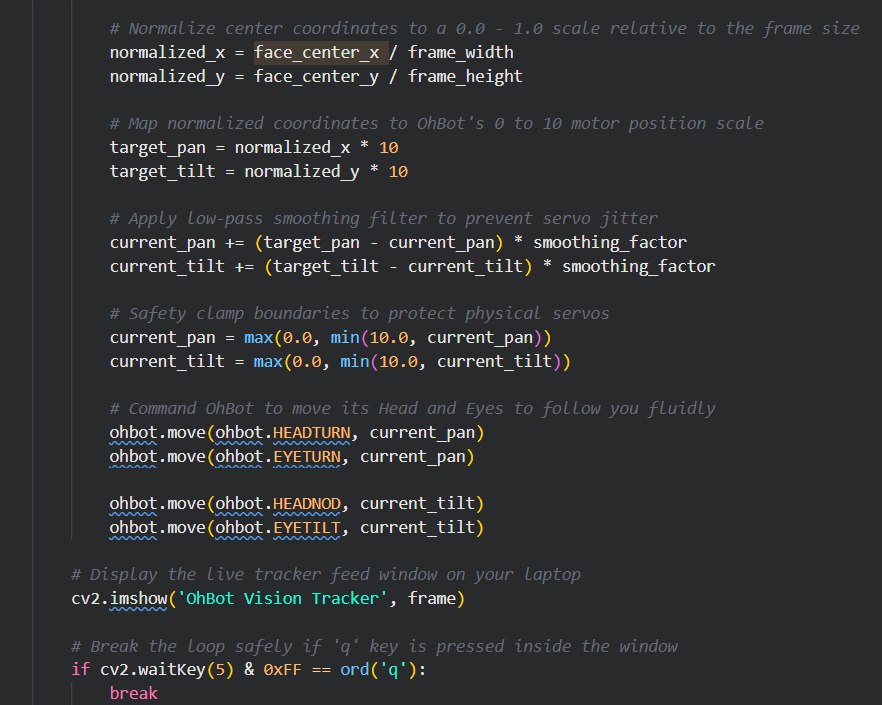 # Normalize center coordinates to a 0.0 - 1.0 scale relative to the frame size
normalized_x = face_center_x / frame_width
normalized_y = face_center_y / frame_height
# Map normalized coordinates to OhBot's 0 to 10 motor position scale
target_pan = normalized_x * 10
target_tilt = normalized_y * 10
# Apply low-pass smoothing filter to prevent servo jitter
current_pan += (target_pan - current_pan) * smoothing_factor
current_tilt += (target_tilt - current_tilt) * smoothing_factor
# Safety clamp boundaries to protect physical servos
current_pan = max(0.0, min(10.0, current_pan))
current_tilt = max(0.0, min(10.0, current_tilt))
# Command OhBot to move its Head and Eyes to follow you fluidly
ohbot.move(ohbot.HEADTURN, current_pan)
ohbot.move(ohbot.EYETURN, current_pan)
ohbot.move(ohbot.HEADNOD, current_tilt)
ohbot.move(ohbot.EYETILT, current_tilt)
# Display the live tracker feed window on your laptop
cv2.imshow('OhBot Vision Tracker', frame)
# Break the loop safely if 'q' key is pressed inside the window
if cv2.waitKey(5) & 0xFF == ord('q'):
break